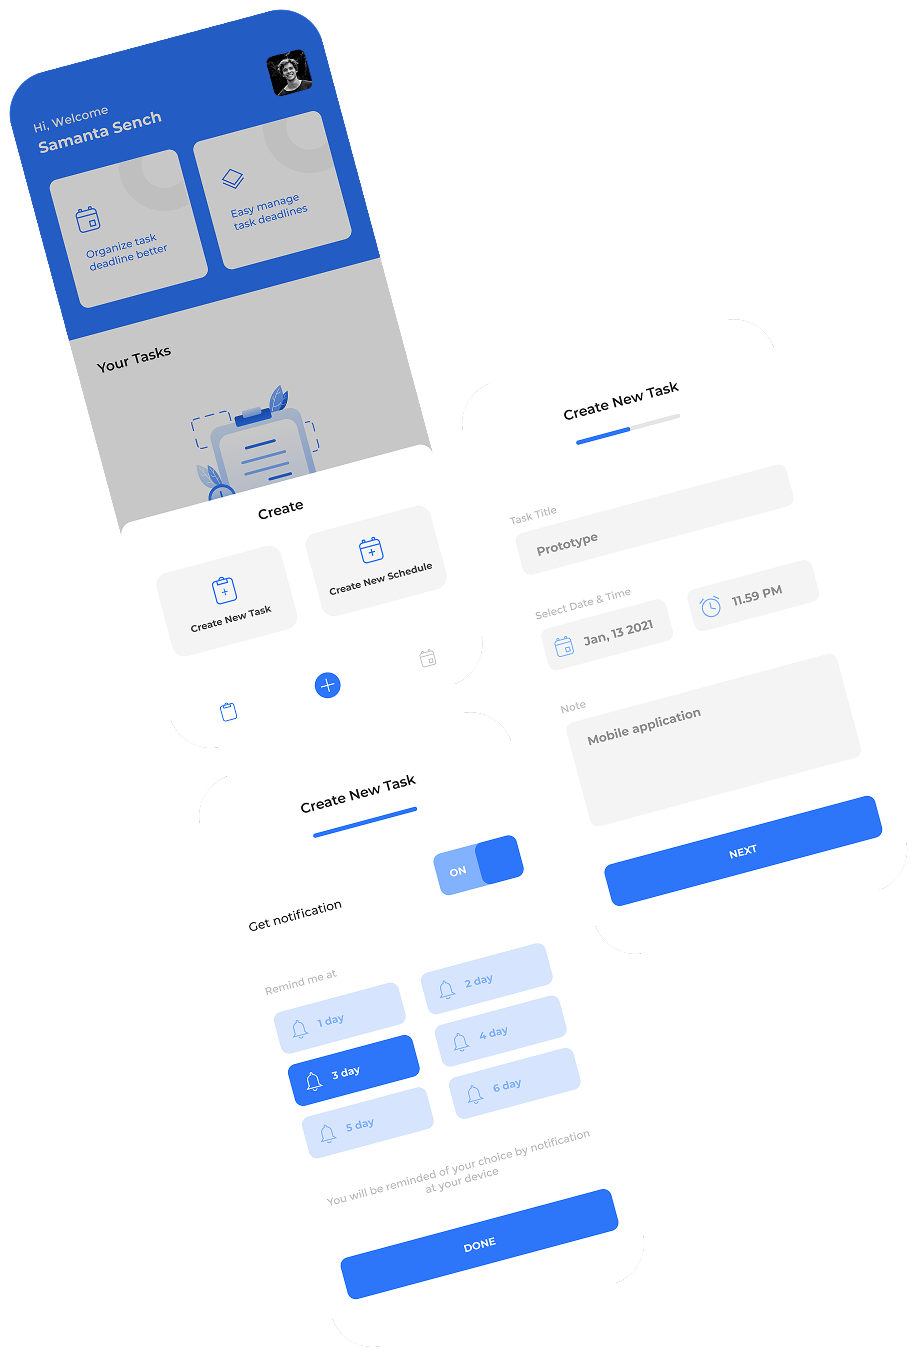 Hi, Welcome
Samanta Sench
Organize task
deadline better
Easy manage
task deadlines
Your Tasks
Create
Create New Task
Create New Schedule
Create New Task
Task Title
Prototype
Select Date & Time
Jan, 13 2021
11.59 PM
Note
Mobile application
NEXT
Create New Task
ON
Get notification
Remind me at
1 day
2 day
3 day
4 day
5 day
6 day
You will be reminded of your choice by notification
at your device
DONE